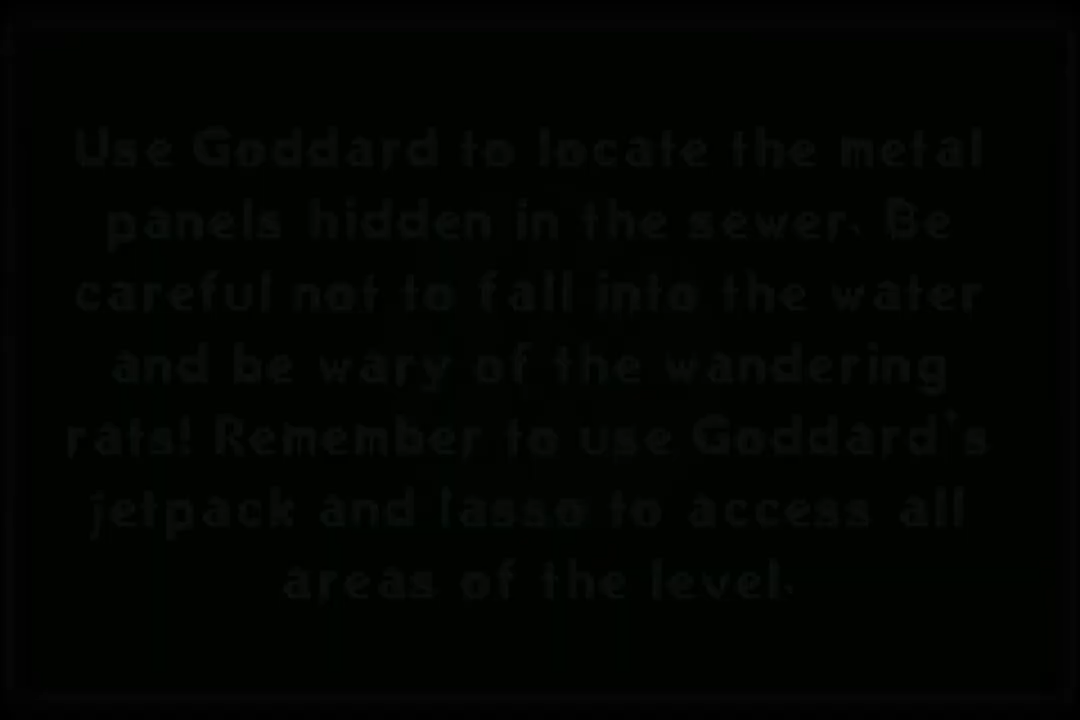 Use Goddard to locate the metal
panels hidden in the sewer. Be
careful not to fall into the water
and be wary of the wandering
rats! Remember to use Goddard's
jetpack and lasso to access all
areas of the level.